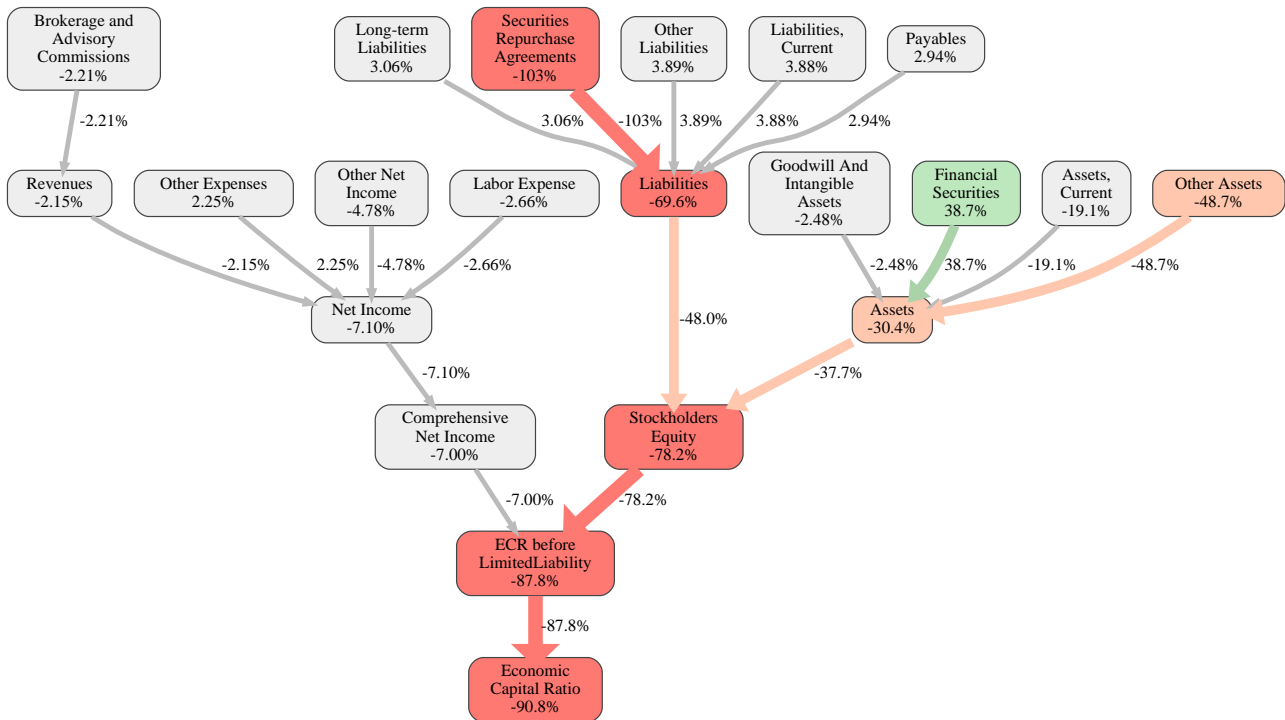 Brokerage and
Advisory
Commissions
-2.21%
Long-term
Liabilities
3.06%
Securities
Repurchase
Agreements
-103%
Other
Liabilities
3.89%
Liabilities,
Current
3.88%
Payables
2.94%
-2.21%
3.06%
-103%
3.89%
3.88%
2.94%
Revenues
-2.15%
Other Expenses
2.25%
Other Net
Income
-4.78%
Labor Expense
-2.66%
Liabilities
-69.6%
Goodwill And
Intangible
Assets
-2.48%
Financial
Securities
38.7%
Assets,
Current
-19.1%
Other Assets
-48.7%
-2.15%
2.25%
-4.78%
-2.66%
-2.48%
38.7%
-19.1%
-48.7%
Net Income
-7.10%
-48.0%
Assets
-30.4%
-7.10%
-37.7%
Comprehensive
Net Income
-7.00%
Stockholders
Equity
-78.2%
-7.00%
-78.2%
ECR before
LimitedLiability
-87.8%
-87.8%
Economic
Capital Ratio
-90.8%